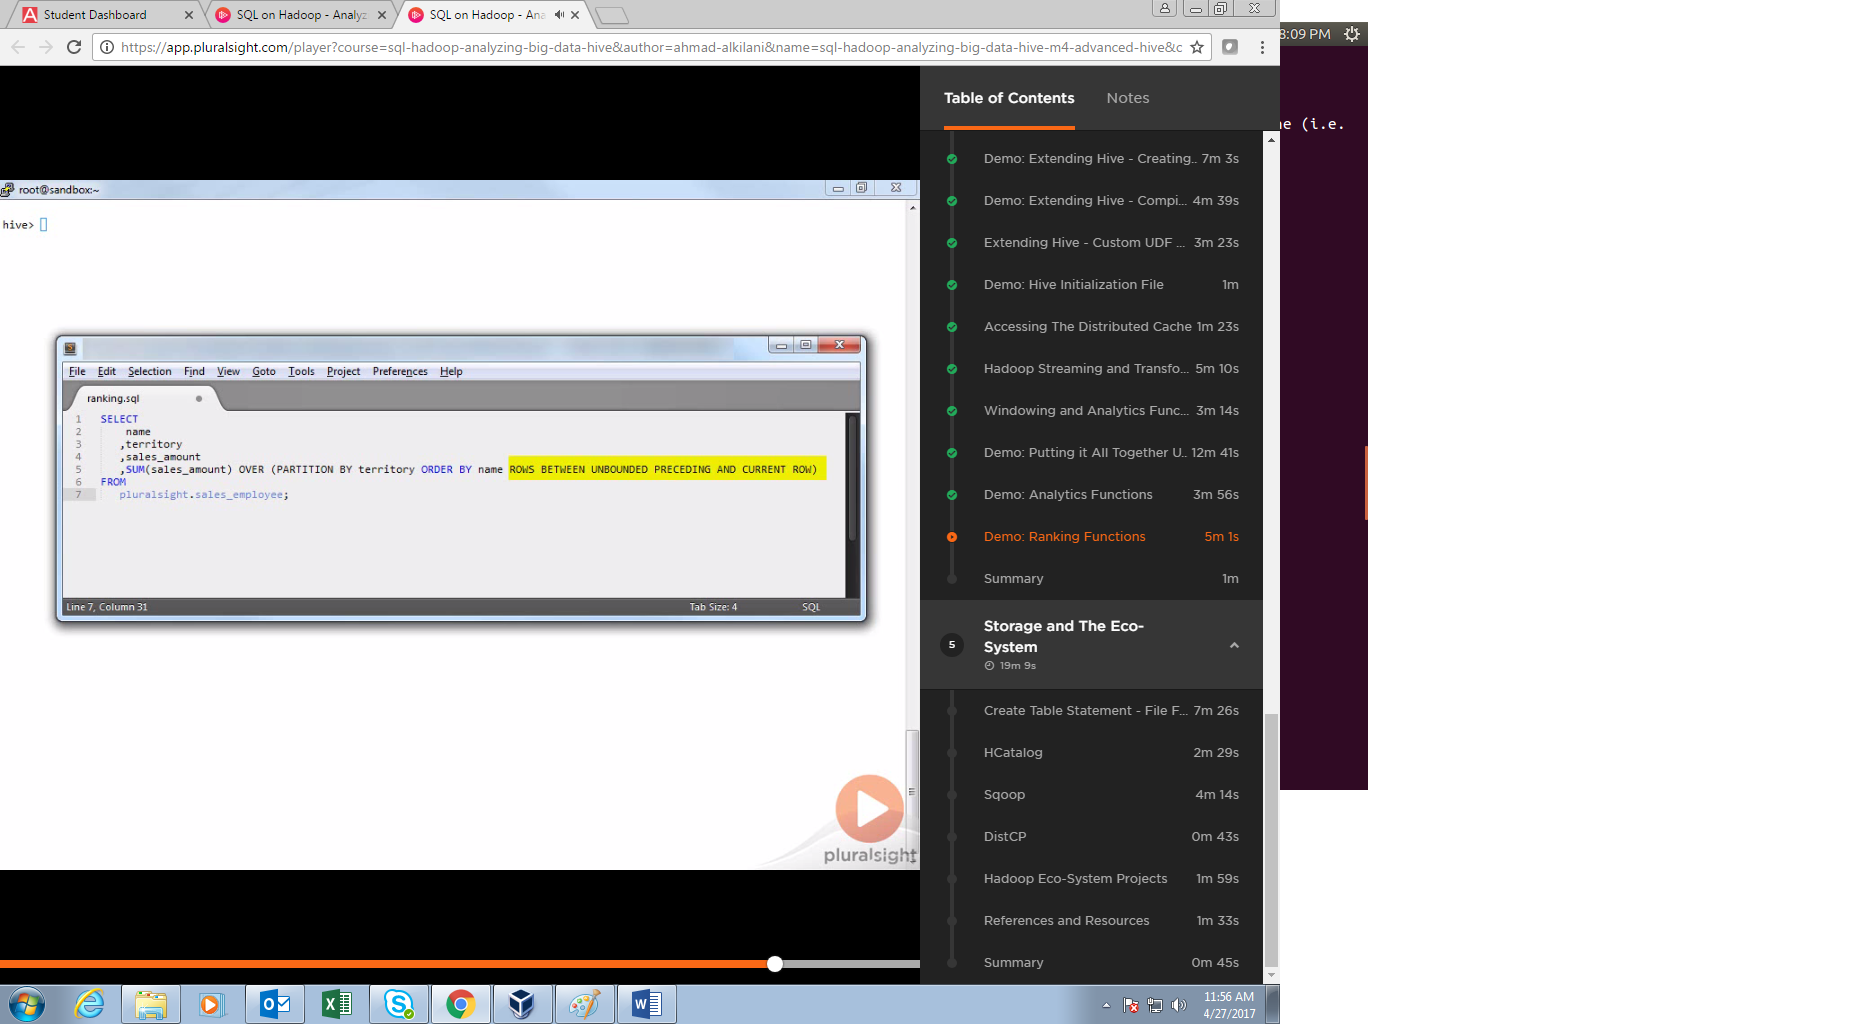 Student Dashboard
SQL on Hadoop - Analyz
SQL on Hadoop - Ana
https://app.pluralsight.com/player?course=sql-hadoop-analyzing-big-data-hive&author=ahmad-alkilani&name=sql-hadoop-analyzing-big-data-hive-m4-advanced-hive&c
8:09 PM
(i.e.
root@sandbox:~
hive>
File Edit Selection Find View Goto Tools Project Preferences Help
ranking.sql
1 SELECT
2 name
3 ,territory
4 ,sales_amount
5 ,SUM(sales_amount) OVER (PARTITION BY territory ORDER BY name ROWS BETWEEN UNBOUNDED PRECEDING AND CURRENT ROW)
6 FROM
7 pluralsight.sales_employee;
Line 7, Column 31 Tab Size: 4 SQL
pluralsight
Table of Contents Notes
Demo: Extending Hive - Creating.. 7m 3s
Demo: Extending Hive - Compi... 4m 39s
Extending Hive - Custom UDF ... 3m 23s
Demo: Hive Initialization File 1m
Accessing The Distributed Cache 1m 23s
Hadoop Streaming and Transfo... 5m 10s
Windowing and Analytics Func... 3m 14s
Demo: Putting it All Together U.. 12m 41s
Demo: Analytics Functions 3m 56s
Demo: Ranking Functions 5m 1s
Summary 1m
5 Storage and The Eco-
System
19m 9s
Create Table Statement - File F... 7m 26s
HCatalog 2m 29s
Sqoop 4m 14s
DistCP 0m 43s
Hadoop Eco-System Projects 1m 59s
References and Resources 1m 33s
Summary 0m 45s
11:56 AM
4/27/2017